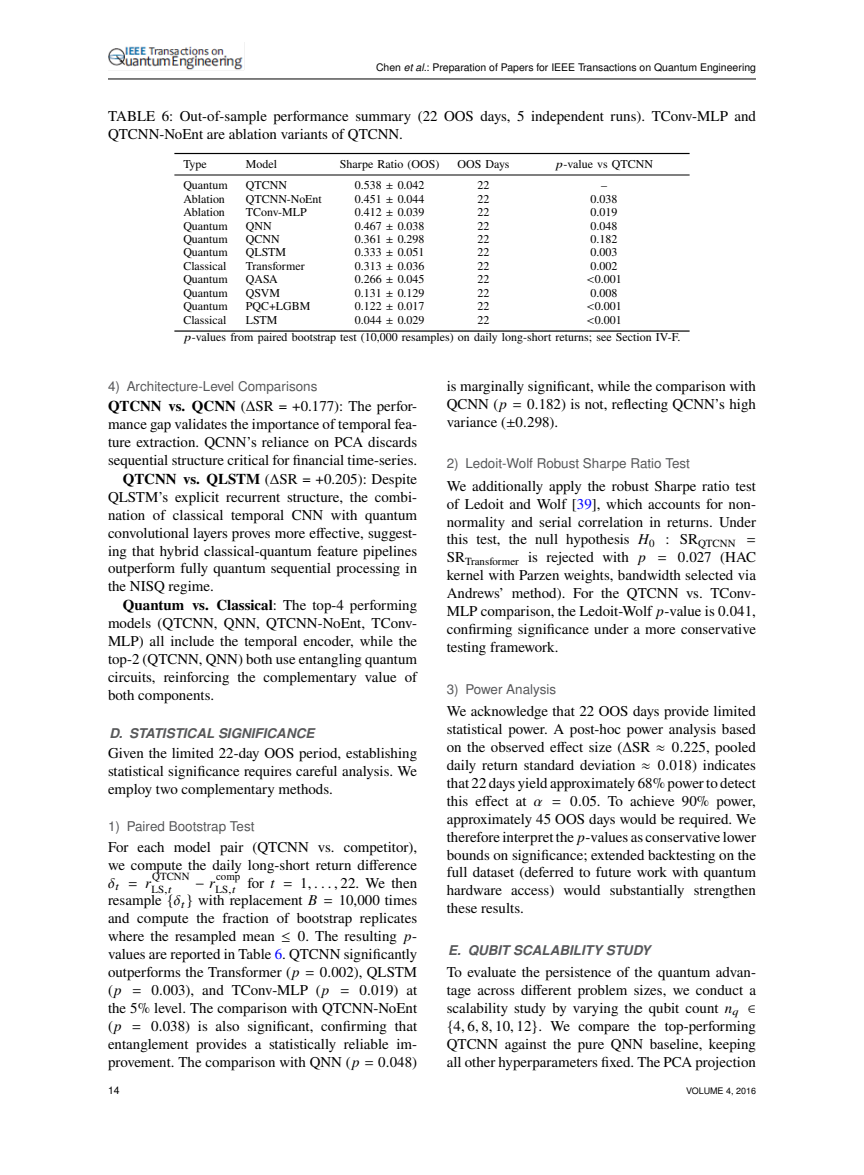 IEEE Transactions on
Quantum Engineering
Chen et al.: Preparation of Papers for IEEE Transactions on Quantum Engineering
TABLE 6: Out-of-sample performance summary (22 OOS days, 5 independent runs). TConv-MLP and
QTCNN-NoEnt are ablation variants of QTCNN.
Type Model Sharpe Ratio (OOS) OOS Days p-value vs QTCNN
Quantum QTCNN 0.538 ± 0.042 22 –
Ablation QTCNN-NoEnt 0.451 ± 0.044 22 0.038
Ablation TConv-MLP 0.412 ± 0.039 22 0.019
Quantum QNN 0.467 ± 0.038 22 0.048
Quantum QCNN 0.361 ± 0.298 22 0.182
Quantum QLSTM 0.333 ± 0.051 22 0.003
Classical Transformer 0.313 ± 0.036 22 0.002
Quantum QASA 0.266 ± 0.045 22 <0.001
Quantum QSVM 0.131 ± 0.129 22 0.008
Quantum PQC+LGBM 0.122 ± 0.017 22 <0.001
Classical LSTM 0.044 ± 0.029 22 <0.001
p-values from paired bootstrap test (10,000 resamples) on daily long-short returns; see Section IV-F.
4) Architecture-Level Comparisons
QTCNN vs. QCNN (ΔSR = +0.177): The perfor-
mance gap validates the importance of temporal fea-
ture extraction. QCNN's reliance on PCA discards
sequential structure critical for financial time-series.
QTCNN vs. QLSTM (ΔSR = +0.205): Despite
QLSTM's explicit recurrent structure, the combi-
nation of classical temporal CNN with quantum
convolutional layers proves more effective, suggest-
ing that hybrid classical-quantum feature pipelines
outperform fully quantum sequential processing in
the NISQ regime.
Quantum vs. Classical: The top-4 performing
models (QTCNN, QNN, QTCNN-NoEnt, TConv-
MLP) all include the temporal encoder, while the
top-2 (QTCNN, QNN) both use entangling quantum
circuits, reinforcing the complementary value of
both components.
D. STATISTICAL SIGNIFICANCE
Given the limited 22-day OOS period, establishing
statistical significance requires careful analysis. We
employ two complementary methods.
1) Paired Bootstrap Test
For each model pair (QTCNN vs. competitor),
we compute the daily long-short return difference
δt = rQTCNN LS,t − rcomp LS,t for t = 1, . . . , 22. We then
resample {δt} with replacement B = 10,000 times
and compute the fraction of bootstrap replicates
where the resampled mean ≤ 0. The resulting p-
values are reported in Table 6. QTCNN significantly
outperforms the Transformer (p = 0.002), QLSTM
(p = 0.003), and TConv-MLP (p = 0.019) at
the 5% level. The comparison with QTCNN-NoEnt
(p = 0.038) is also significant, confirming that
entanglement provides a statistically reliable im-
provement. The comparison with QNN (p = 0.048)
is marginally significant, while the comparison with
QCNN (p = 0.182) is not, reflecting QCNN's high
variance (±0.298).
2) Ledoit-Wolf Robust Sharpe Ratio Test
We additionally apply the robust Sharpe ratio test
of Ledoit and Wolf [39], which accounts for non-
normality and serial correlation in returns. Under
this test, the null hypothesis H0 : SRQTCNN =
SRTransformer is rejected with p = 0.027 (HAC
kernel with Parzen weights, bandwidth selected via
Andrews' method). For the QTCNN vs. TConv-
MLP comparison, the Ledoit-Wolf p-value is 0.041,
confirming significance under a more conservative
testing framework.
3) Power Analysis
We acknowledge that 22 OOS days provide limited
statistical power. A post-hoc power analysis based
on the observed effect size (ΔSR ≈ 0.225, pooled
daily return standard deviation ≈ 0.018) indicates
that 22 days yield approximately 68% power to detect
this effect at α = 0.05. To achieve 90% power,
approximately 45 OOS days would be required. We
therefore interpret the p-values as conservative lower
bounds on significance; extended backtesting on the
full dataset (deferred to future work with quantum
hardware access) would substantially strengthen
these results.
E. QUBIT SCALABILITY STUDY
To evaluate the persistence of the quantum advan-
tage across different problem sizes, we conduct a
scalability study by varying the qubit count nq ∈
{4, 6, 8, 10, 12}. We compare the top-performing
QTCNN against the pure QNN baseline, keeping
all other hyperparameters fixed. The PCA projection
14
VOLUME 4, 2016